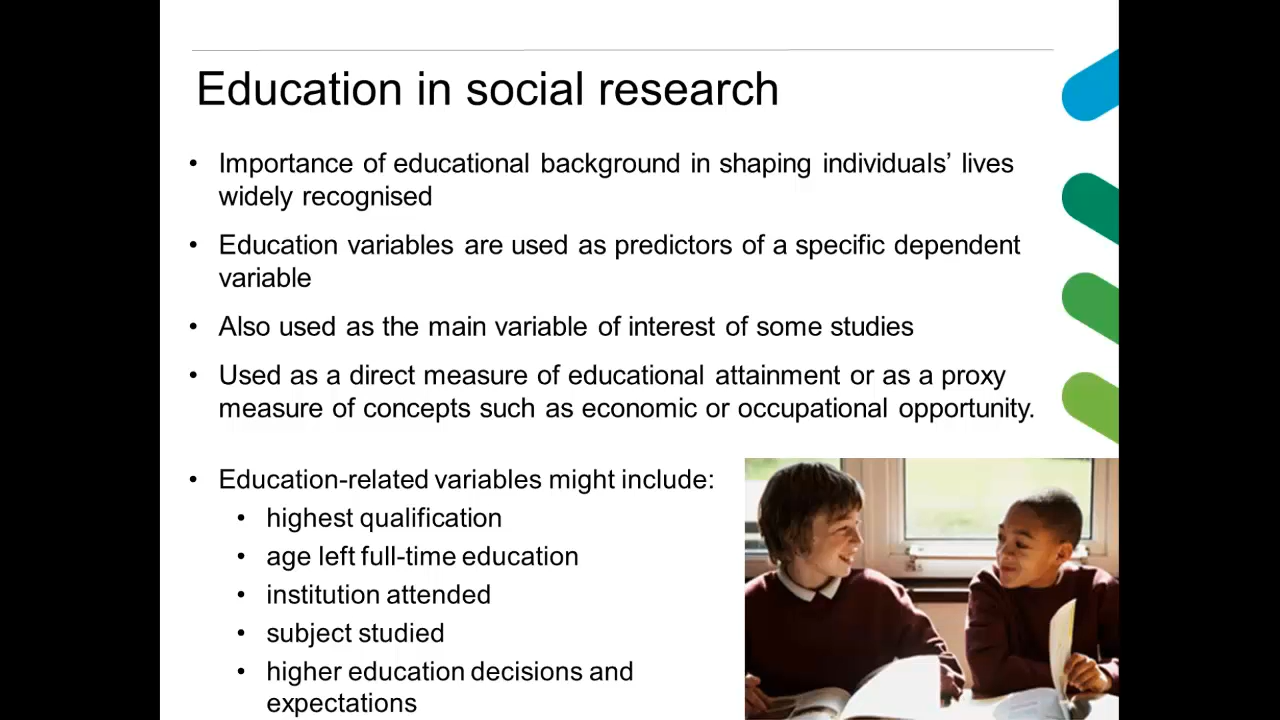 Education in social research
• Importance of educational background in shaping individuals’ lives
widely recognised
• Education variables are used as predictors of a specific dependent
variable
• Also used as the main variable of interest of some studies
• Used as a direct measure of educational attainment or as a proxy
measure of concepts such as economic or occupational opportunity.
• Education-related variables might include:
• highest qualification
• age left full-time education
• institution attended
• subject studied
• higher education decisions and
expectations